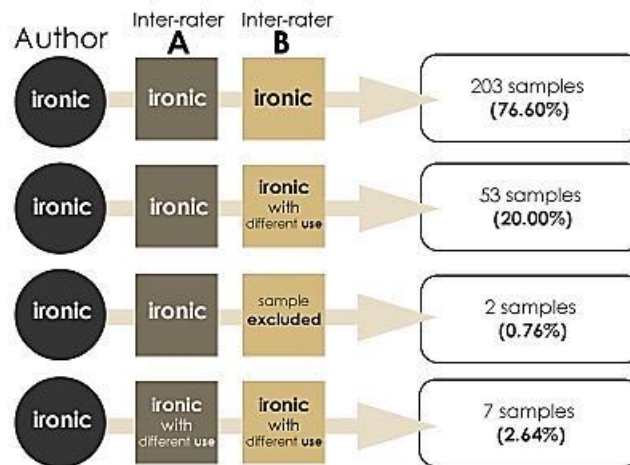 Author
Inter-rater
A
Inter-rater
B
ironic
ironic
ironic
203 samples
(76.60%)
ironic
ironic
ironic
with
different use
53 samples
(20.00%)
ironic
ironic
sample
excluded
2 samples
(0.76%)
ironic
ironic
with
different use
ironic
with
different use
7 samples
(2.64%)